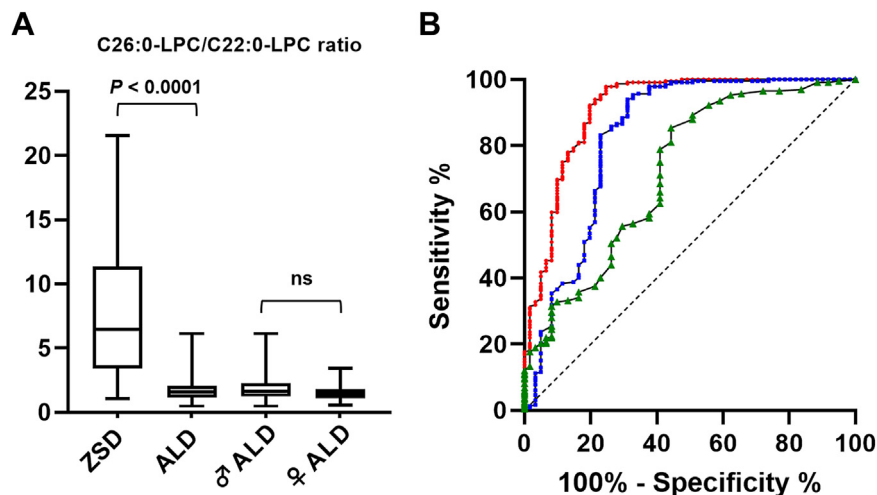 A
C26:0-LPC/C22:0-LPC ratio
P < 0.0001
ns
25
20
15
10
5
0
ZSD
ALD
♂ ALD
♀ ALD
B
Sensitivity %
100
80
60
40
20
0
0 20 40 60 80 100
100% - Specificity %